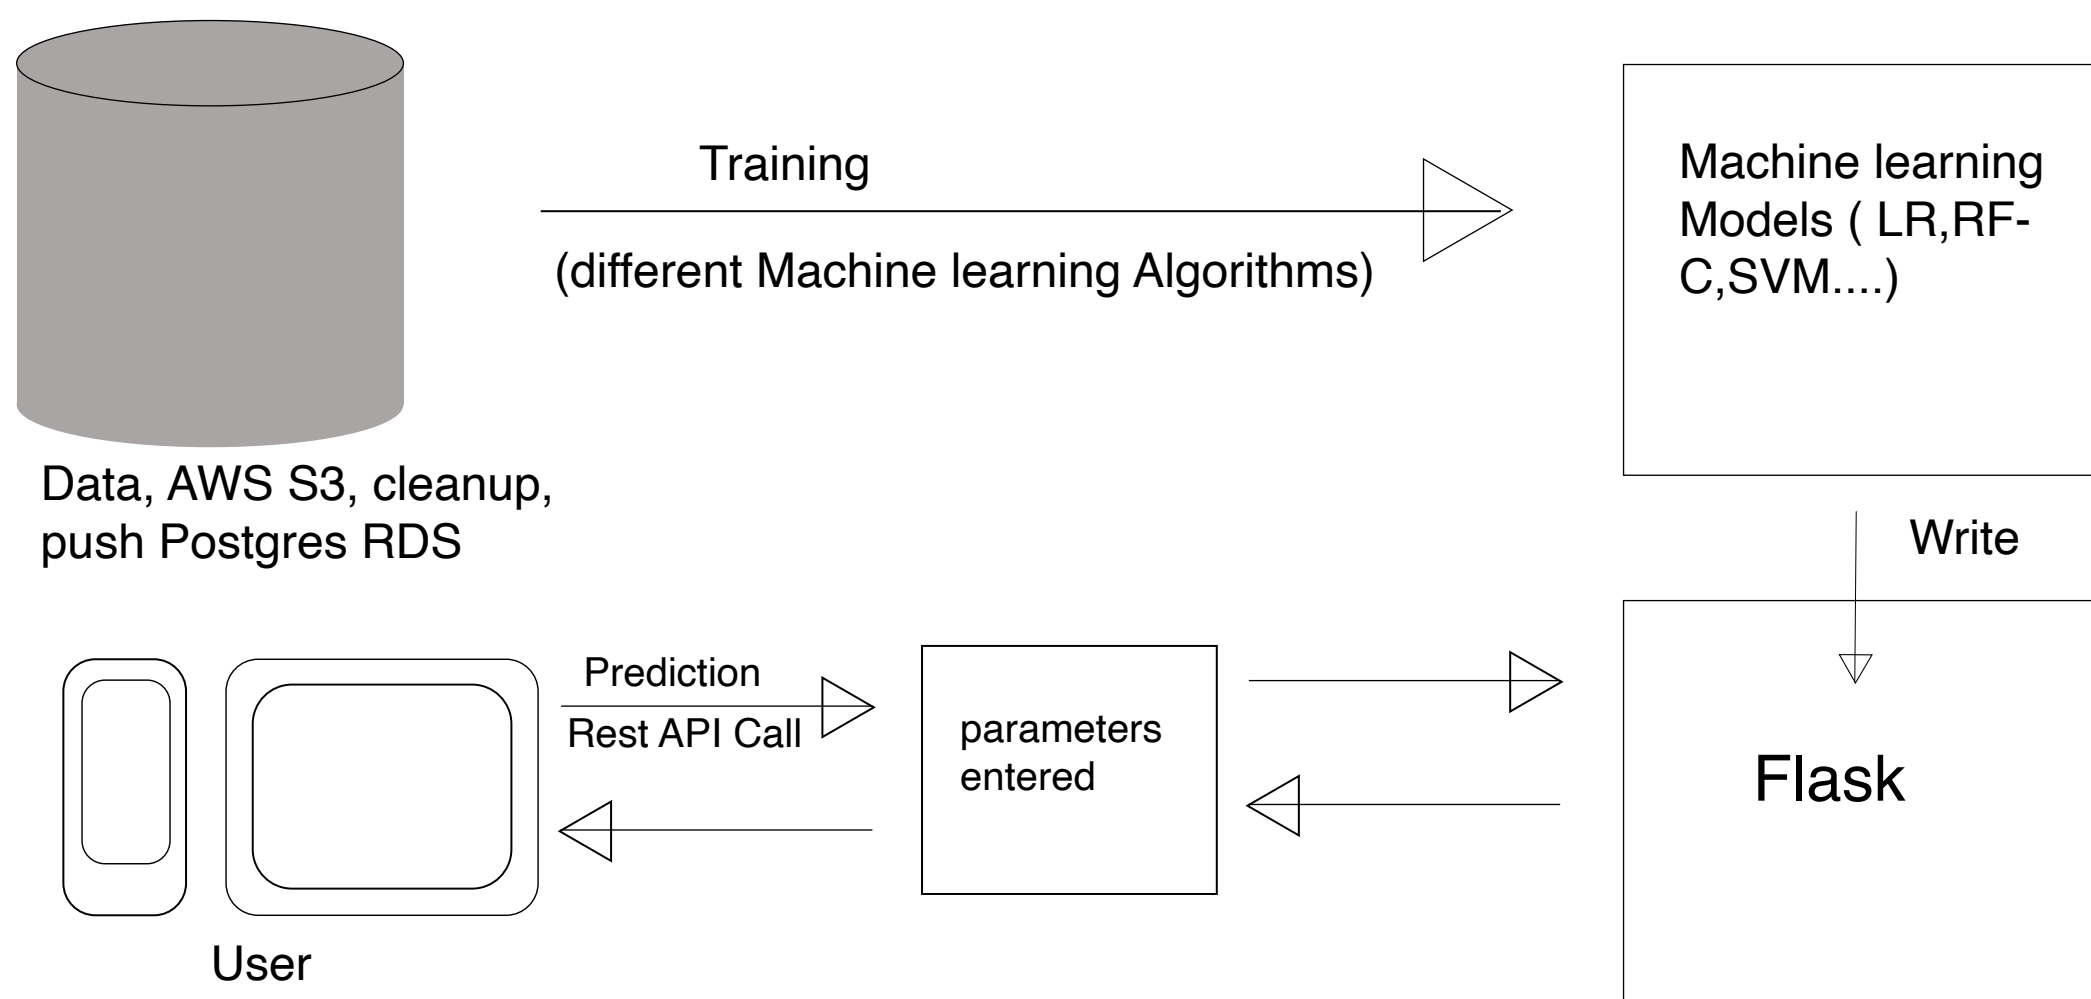 Training
(different Machine learning Algorithms)
Machine learning
Models ( LR,RF-
C,SVM....)
Data, AWS S3, cleanup,
push Postgres RDS
Write
Prediction
Rest API Call
parameters
entered
Flask
User